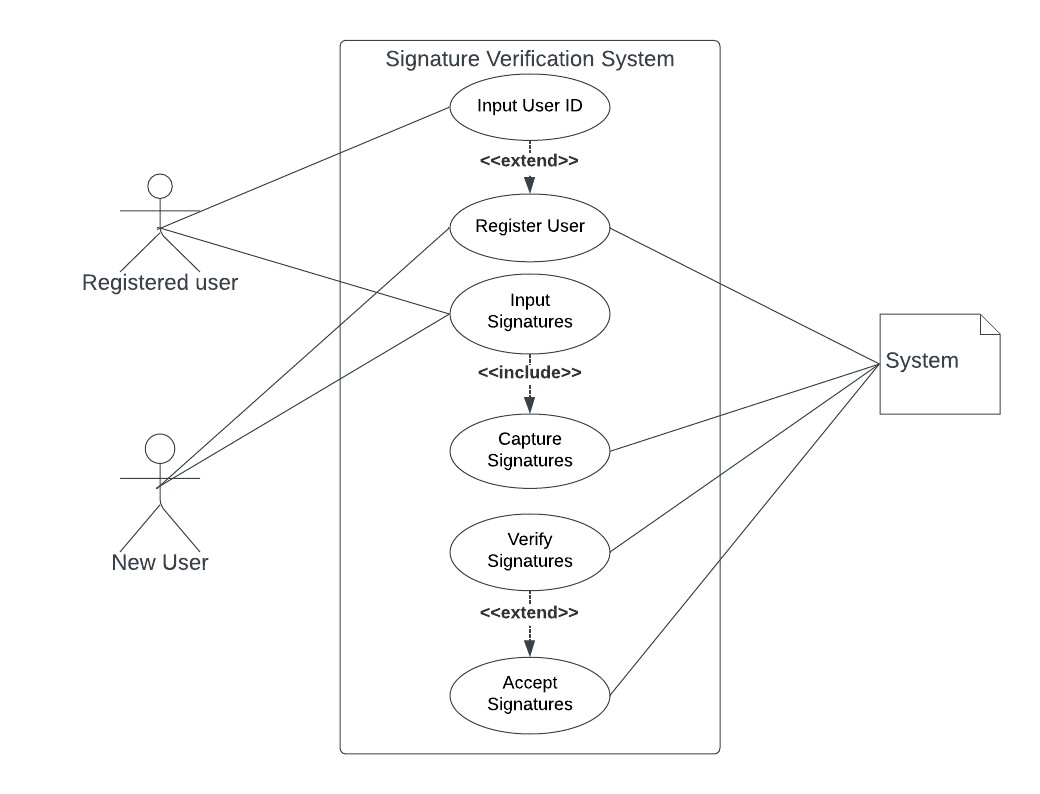 Signature Verification System
Input User ID
<<extend>>
Register User
Registered user
Input
Signatures
<<include>>
System
Capture
Signatures
New User
Verify
Signatures
<<extend>>
Accept
Signatures